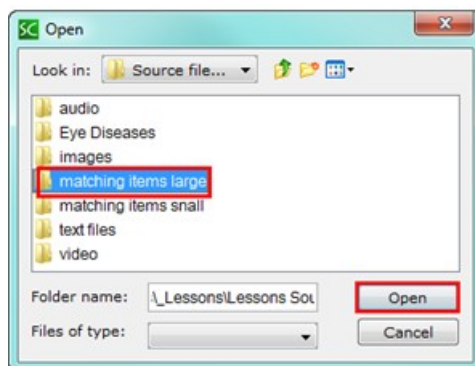 SC Open
Look in: Source file...
audio
Eye Diseases
images
matching items large
matching items snall
text files
video
Folder name: .\_Lessons\Lessons Sou
Open
Files of type:
Cancel